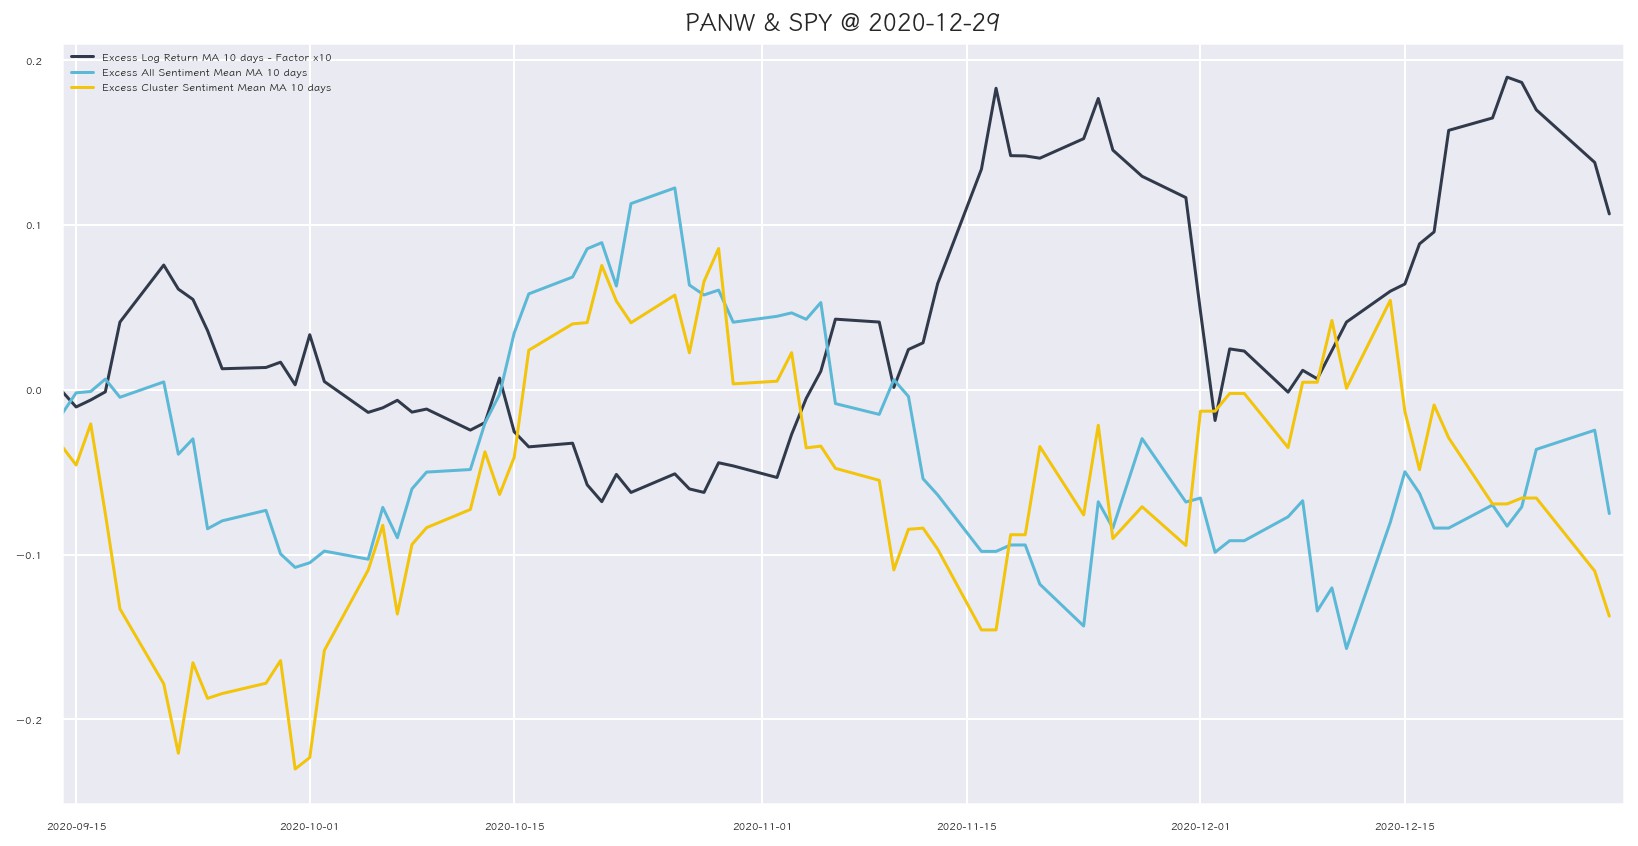 PANW & SPY @ 2020-12-29
Excess Log Return MA 10 days - Factor x10
Excess All Sentiment Mean MA 10 days
Excess Cluster Sentiment Mean MA 10 days
0.2
0.1
0.0
−0.1
−0.2
2020-09-15 2020-10-01 2020-10-15 2020-11-01 2020-11-15 2020-12-01 2020-12-15